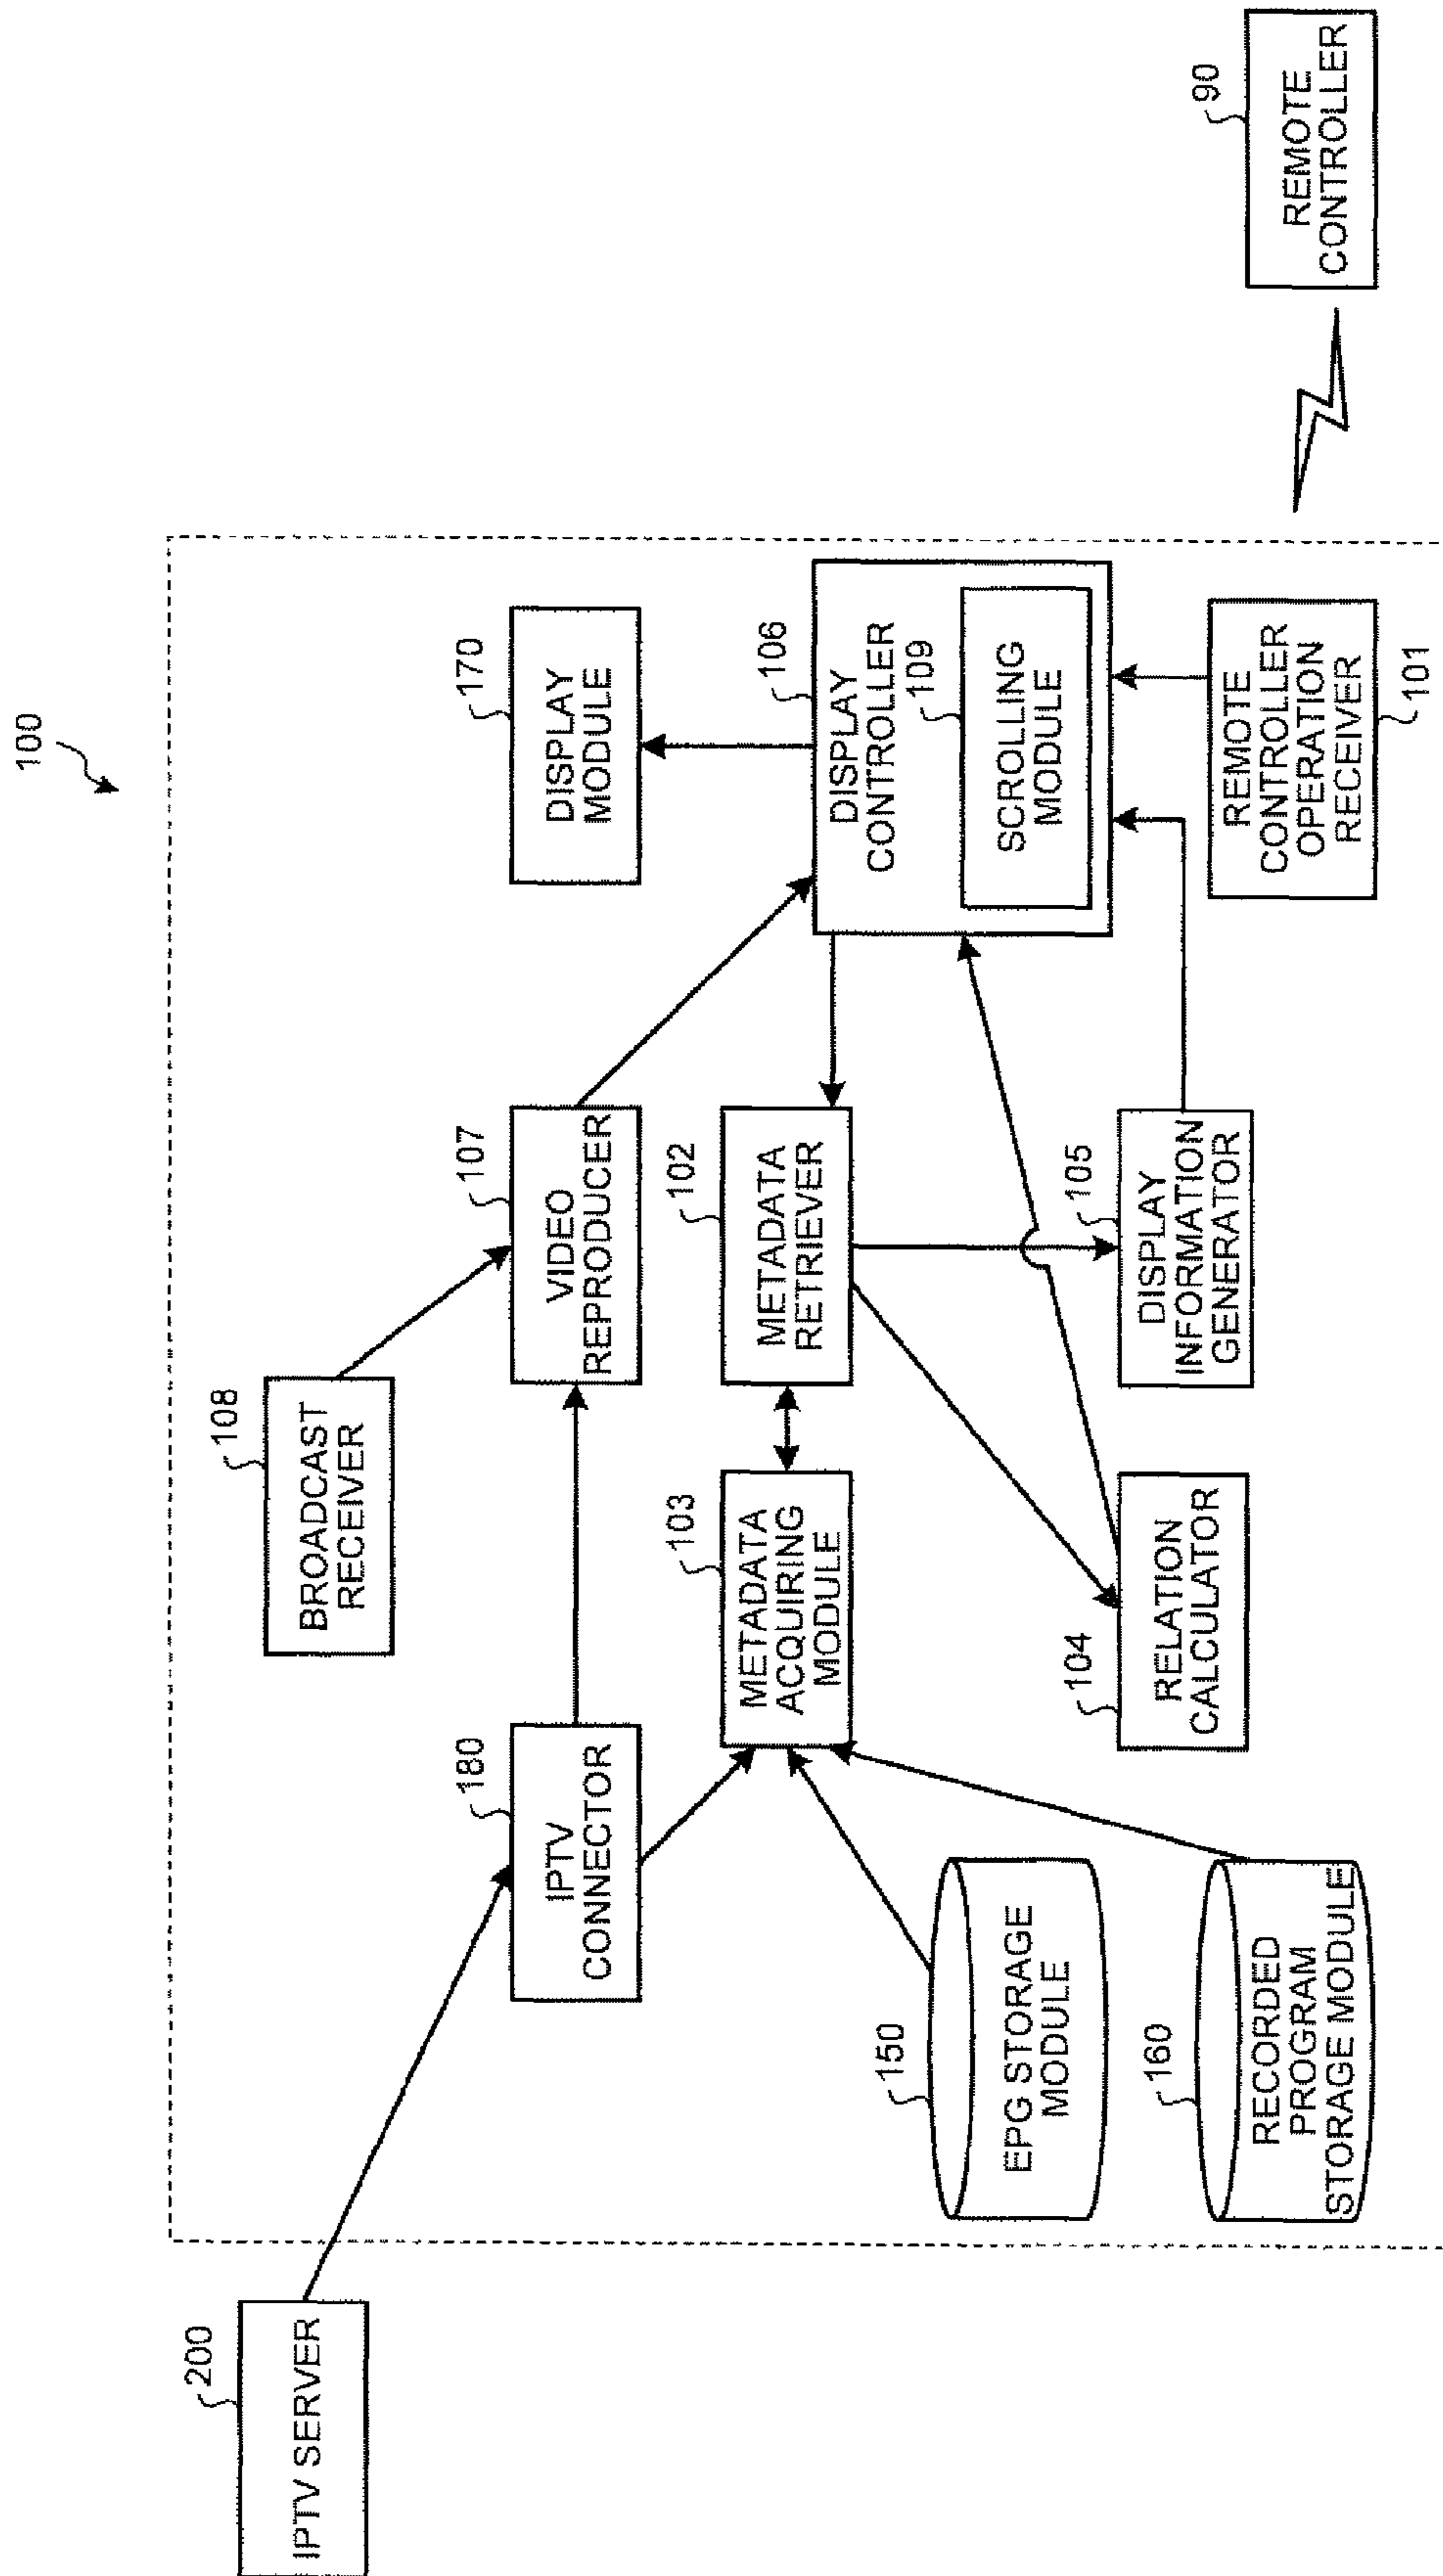 100
200
IPTV SERVER
180
IPTV
CONNECTOR
108
BROADCAST
RECEIVER
107
VIDEO
REPRODUCER
170
DISPLAY
MODULE
103
METADATA
ACQUIRING
MODULE
102
METADATA
RETRIEVER
106
DISPLAY
CONTROLLER
109
SCROLLING
MODULE
150
EPG STORAGE
MODULE
160
RECORDED
PROGRAM
STORAGE MODULE
104
RELATION
CALCULATOR
105
DISPLAY
INFORMATION
GENERATOR
REMOTE
CONTROLLER
OPERATION
RECEIVER
101
90
REMOTE
CONTROLLER